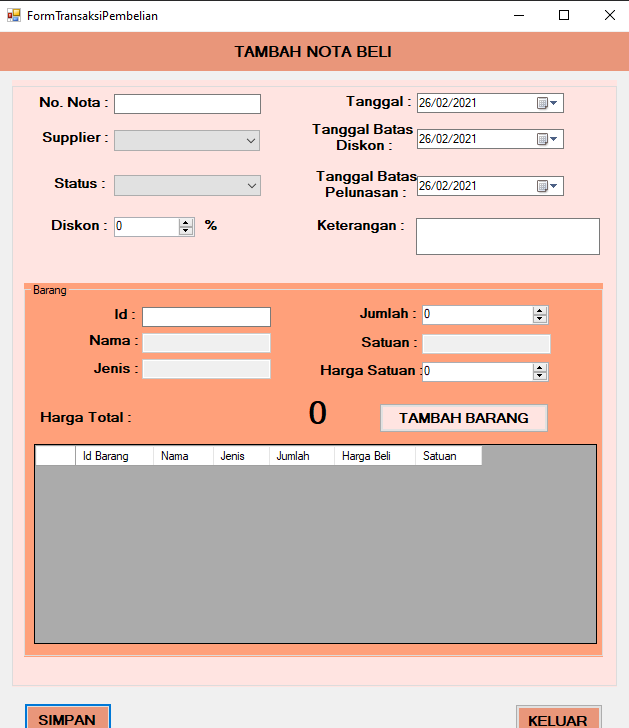 FormTransaksiPembelian
TAMBAH NOTA BELI
No. Nota :
Tanggal : 26/02/2021
Supplier :
Tanggal Batas
Diskon : 26/02/2021
Status :
Tanggal Batas
Pelunasan : 26/02/2021
Diskon : 0 %
Keterangan :
Barang
Id :
Jumlah : 0
Nama :
Satuan :
Jenis :
Harga Satuan : 0
Harga Total : 0
TAMBAH BARANG
Id Barang Nama Jenis Jumlah Harga Beli Satuan
SIMPAN
KELUAR